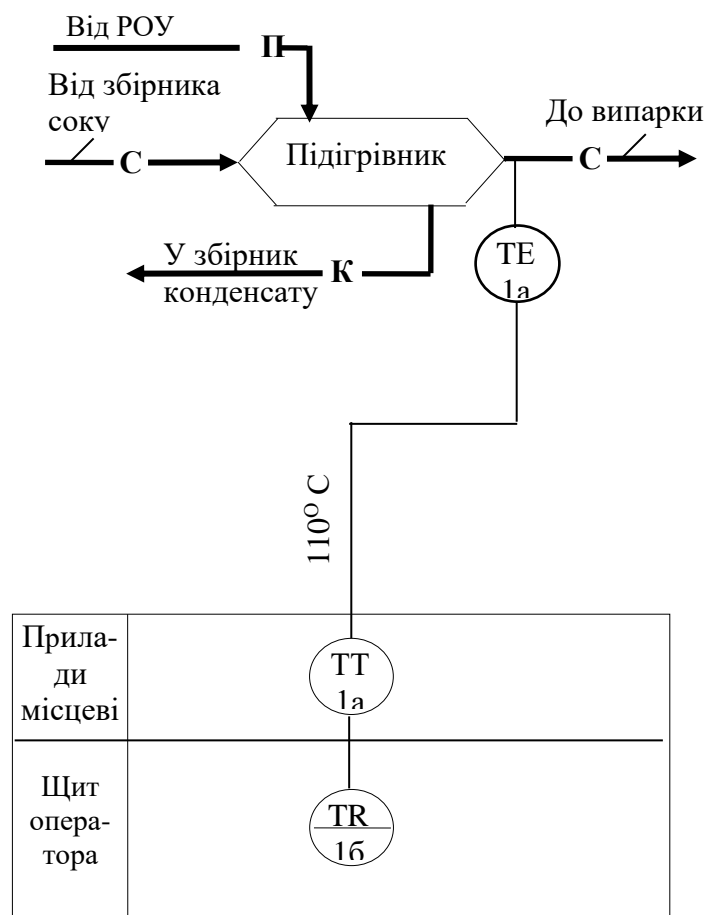 Від РОУ
П
Від збірника
соку
С
Підігрівник
До випарки
С
У збірник
К
конденсату
TE
1а
110⁰ С
Прила-
ди
місцеві
TT
1а
Щит
опера-
тора
TR
1б